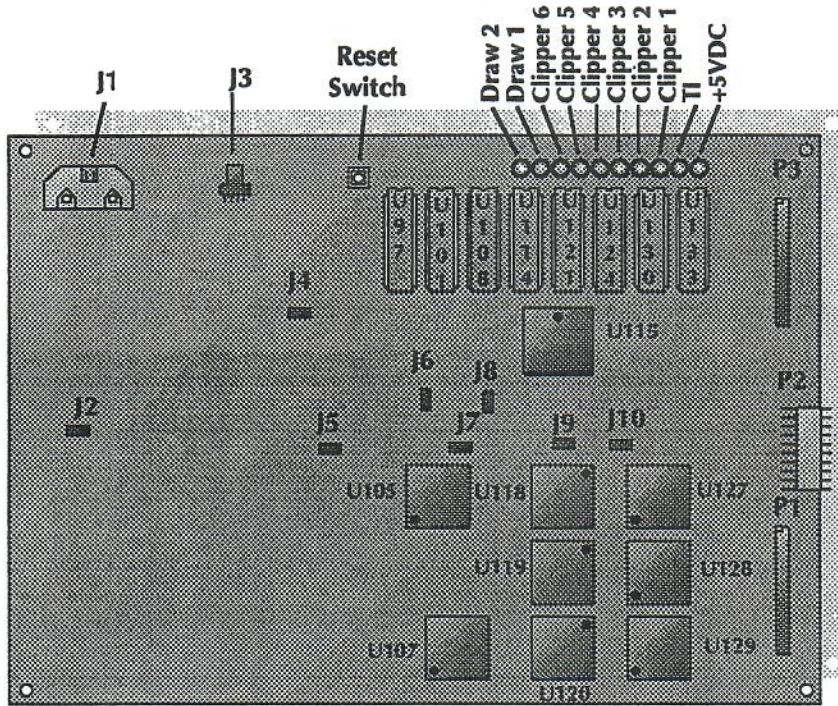 J1
J3
Reset
Switch
Draw 2
Draw 1
Clipper 6
Clipper 5
Clipper 4
Clipper 3
Clipper 2
Clipper 1
TI
+5VDC
P3
U97
U101
U108
U114
U121
U124
U130
U133
J4
U115
J6
J8
P2
J2
J5
J7
J9
J10
U105
U118
U127
P1
U119
U128
U107
U120
U129